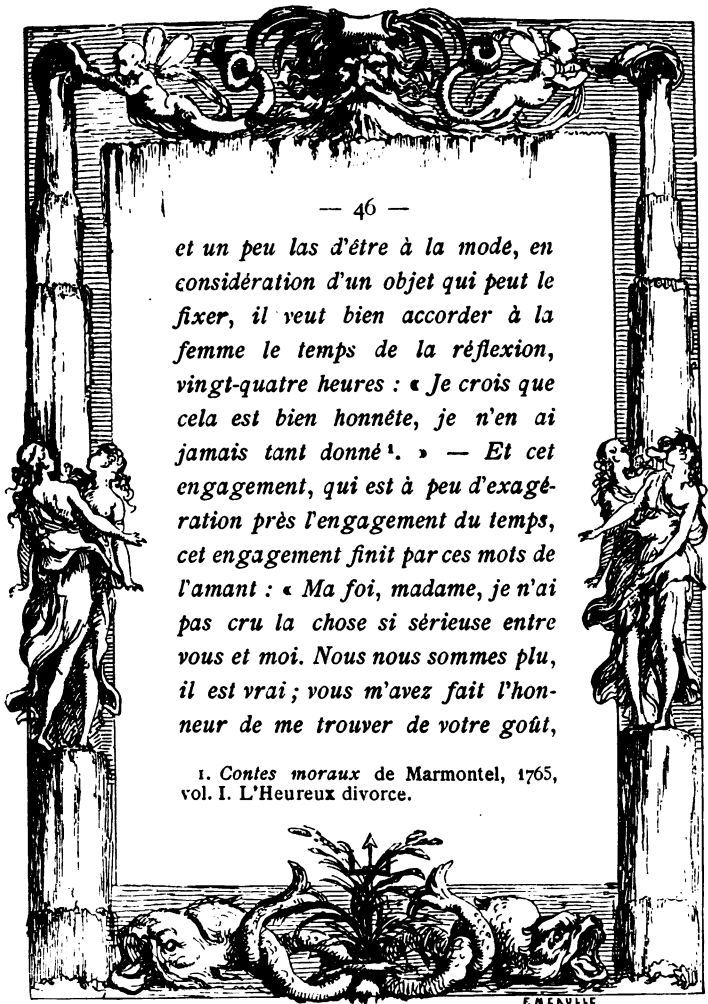 — 46 —
et un peu las d'être à la mode, en
considération d'un objet qui peut le
fixer, il veut bien accorder à la
femme le temps de la réflexion,
vingt-quatre heures : « Je crois que
cela est bien honnête, je n'en ai
jamais tant donné¹. » — Et cet
engagement, qui est à peu d'exagé-
ration près l'engagement du temps,
cet engagement finit par ces mots de
l'amant : « Ma foi, madame, je n'ai
pas cru la chose si sérieuse entre
vous et moi. Nous nous sommes plu,
il est vrai ; vous m'avez fait l'hon-
neur de me trouver de votre goût,
1. Contes moraux de Marmontel, 1765,
vol. I. L'Heureux divorce.